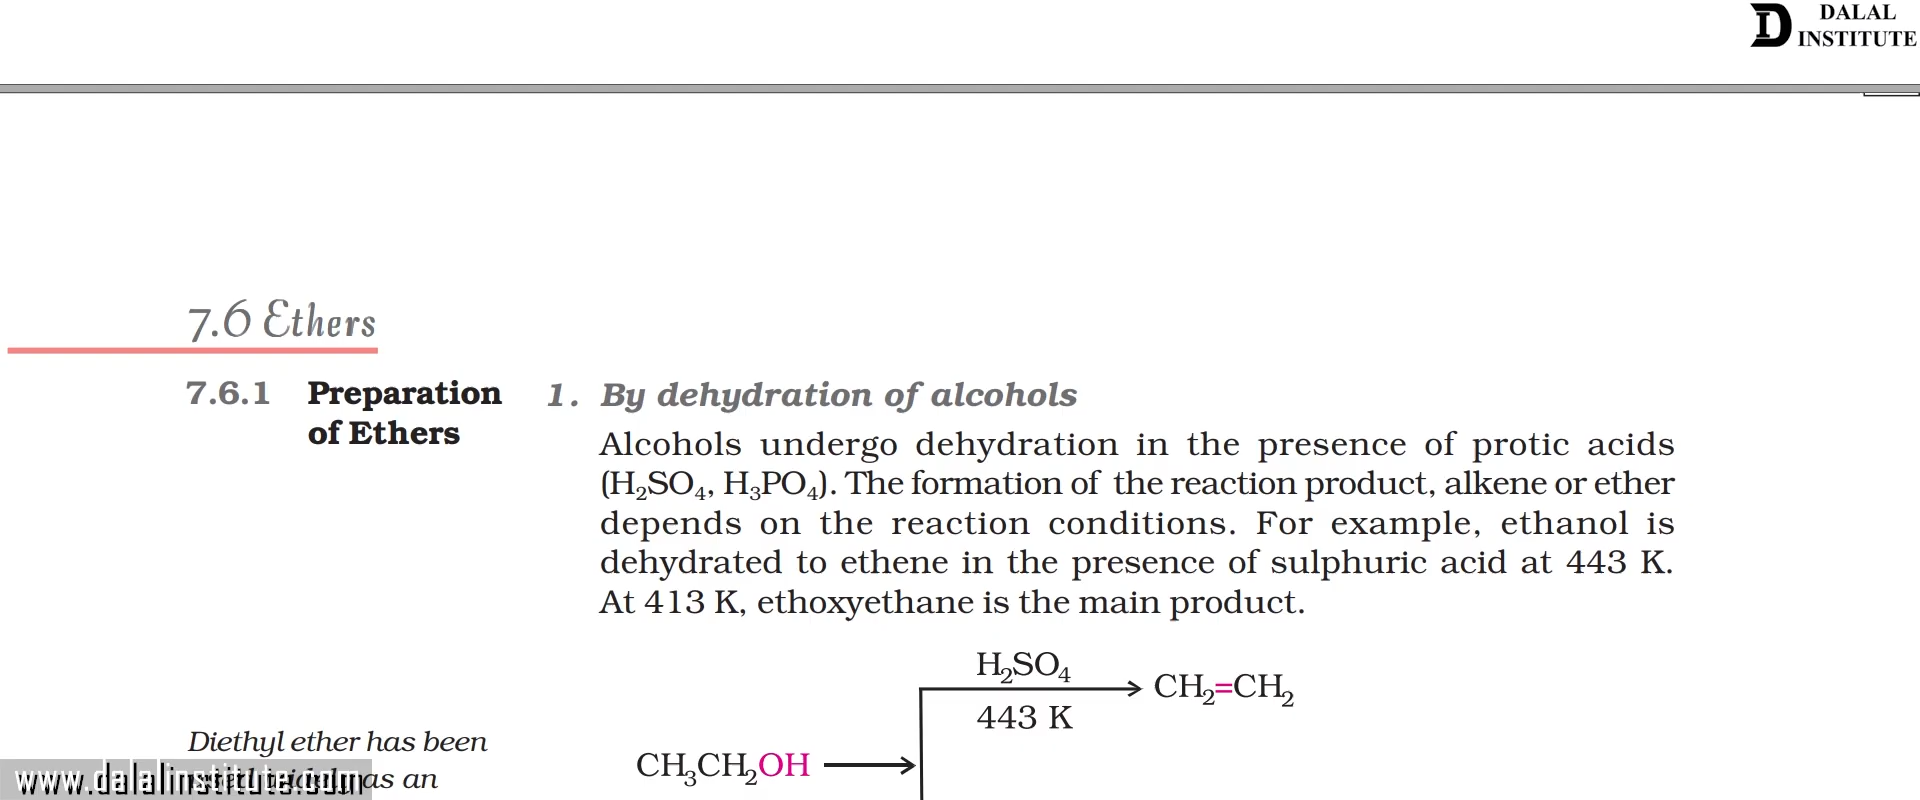 DALAL
INSTITUTE
7.6 Ethers
7.6.1 Preparation
of Ethers
1. By dehydration of alcohols
Alcohols undergo dehydration in the presence of protic acids
(H₂SO₄, H₃PO₄). The formation of the reaction product, alkene or ether
depends on the reaction conditions. For example, ethanol is
dehydrated to ethene in the presence of sulphuric acid at 443 K.
At 413 K, ethoxyethane is the main product.
H₂SO₄
443 K
CH₂=CH₂
CH₃CH₂OH
Diethyl ether has been
as an
www.dalalinstitute.com